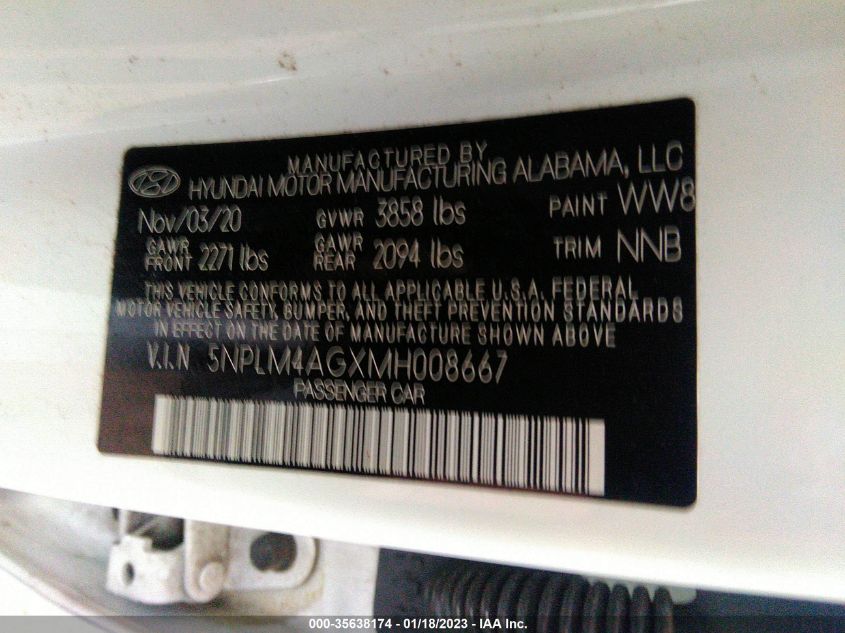 MANUFACTURED BY
HYUNDAI MOTOR MANUFACTURING ALABAMA, LLC
Nov/03/20 GVWR 3858 lbs PAINT WW8
GAWR FRONT 2271 lbs GAWR REAR 2094 lbs TRIM NNB
THIS VEHICLE CONFORMS TO ALL APPLICABLE U.S.A. FEDERAL
MOTOR VEHICLE SAFETY, BUMPER, AND THEFT PREVENTION STANDARDS
IN EFFECT ON THE DATE OF MANUFACTURE SHOWN ABOVE
V.I.N 5NPLM4AGXMH008667
PASSENGER CAR
000-35638174 - 01/18/2023 - IAA Inc.